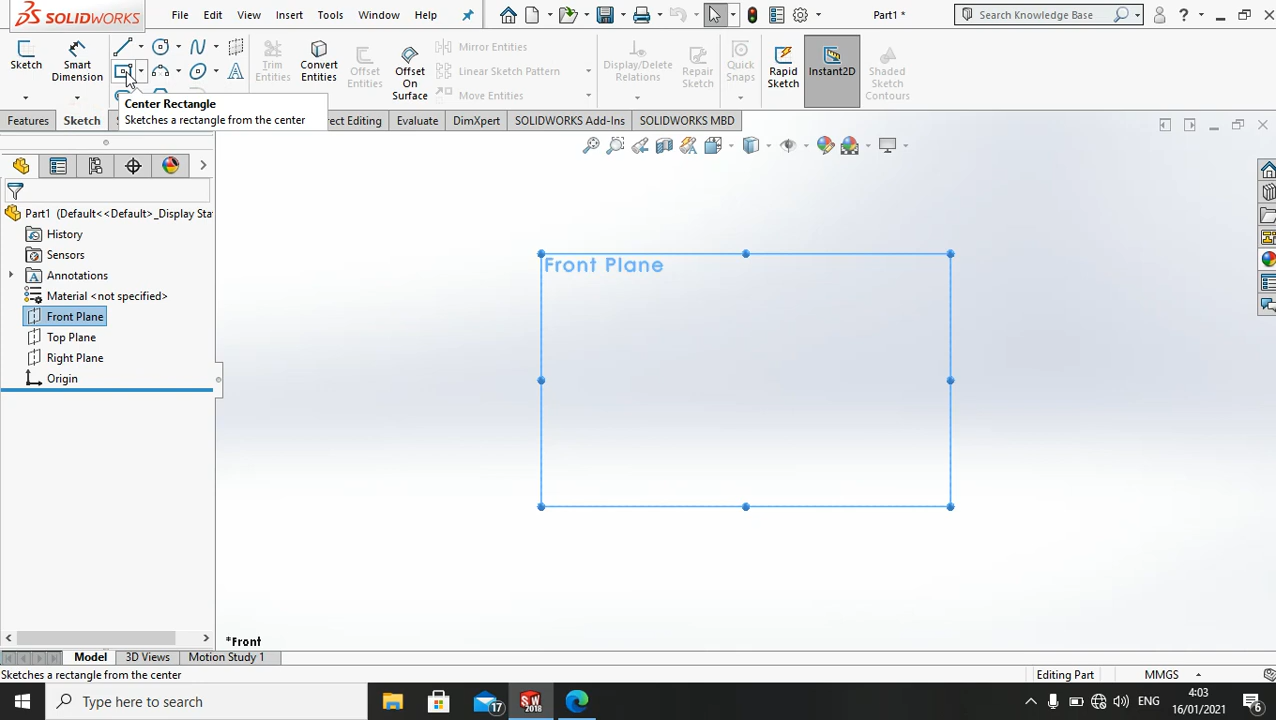 SOLIDWORKS File Edit View Insert Tools Window Help Part1 * Search Knowledge Base ?
Sketch Smart Dimension Trim Entities Convert Entities Offset Entities Offset On Surface Mirror Entities Linear Sketch Pattern Move Entities Display/Delete Relations Repair Sketch Quick Snaps Rapid Sketch Instant2D Shaded Sketch Contours
Center Rectangle
Sketches a rectangle from the center
Features Sketch S rect Editing Evaluate DimXpert SOLIDWORKS Add-Ins SOLIDWORKS MBD
Part1 (Default<<Default>_Display Sta
History
Sensors
Annotations
Material <not specified>
Front Plane
Top Plane
Right Plane
Origin
Front Plane
*Front
Model 3D Views Motion Study 1
Sketches a rectangle from the center Editing Part MMGS
Type here to search 17 SW 2018 ENG 4:03 16/01/2021 6